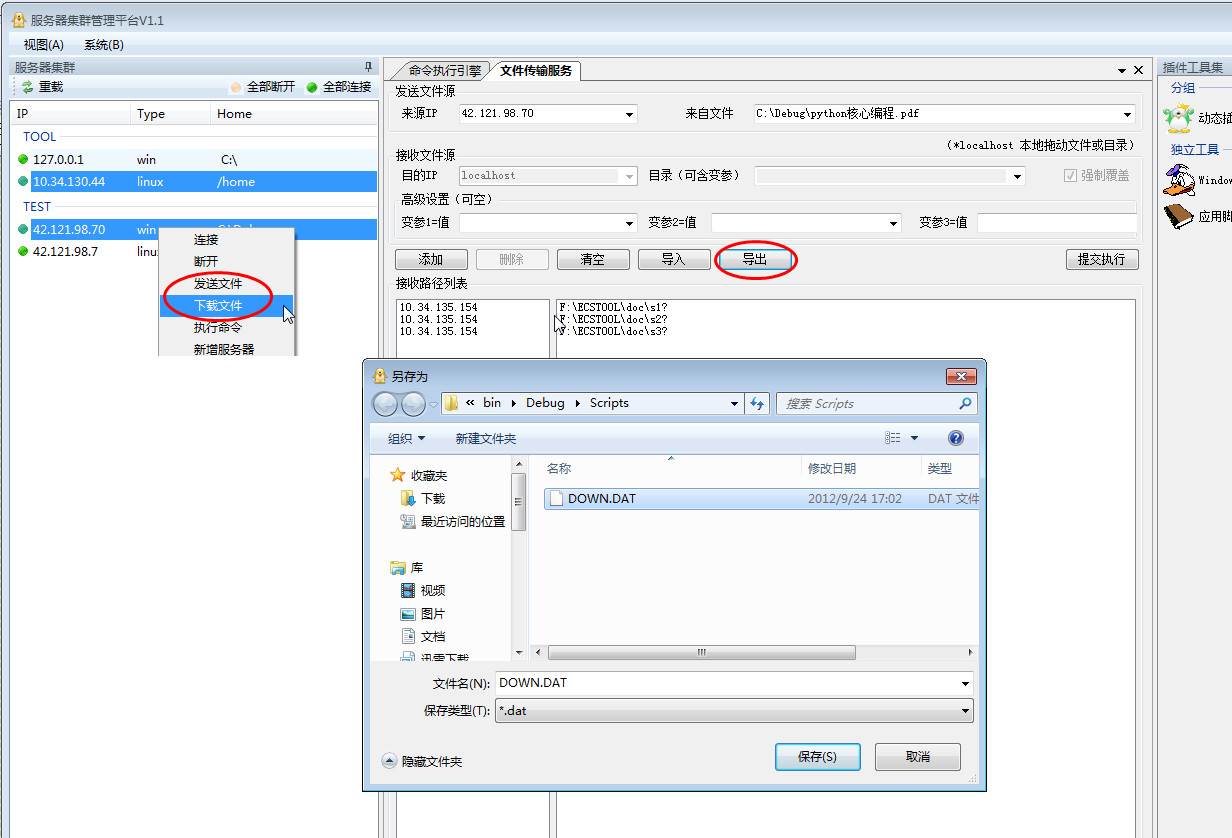 服务器集群管理平台V1.1
视图(A) 系统(B)
服务器集群
重载 全部断开 全部连接
IP Type Home
TOOL
127.0.0.1 win C:\
10.34.130.44 linux /home
TEST
42.121.98.70 win
42.121.98.7 linu
连接
断开
发送文件
下载文件
执行命令
新增服务器
命令执行引擎 文件传输服务
发送文件源
来源IP 42.121.98.70 来自文件 C:\Debug\python核心编程.pdf
(*localhost 本地拖动文件或目录)
接收文件源
目的IP localhost 目录（可含变参） 强制覆盖
高级设置（可空）
变参1=值 变参2=值 变参3=值
添加 删除 清空 导入 导出 提交执行
接收路径列表
10.34.135.154 F:\ECSTOOL\doc\s1?
10.34.135.154 F:\ECSTOOL\doc\s2?
10.34.135.154 F:\ECSTOOL\doc\s3?
另存为
« bin Debug Scripts 搜索 Scripts
组织 新建文件夹
收藏夹
下载
最近访问的位置
库
视频
图片
文档
迅雷下载
名称 修改日期 类型
DOWN.DAT 2012/9/24 17:02 DAT 文件
文件名(N): DOWN.DAT
保存类型(T): *.dat
隐藏文件夹 保存(S) 取消
插件工具集
分组
动态插
独立工具
Window
应用脚